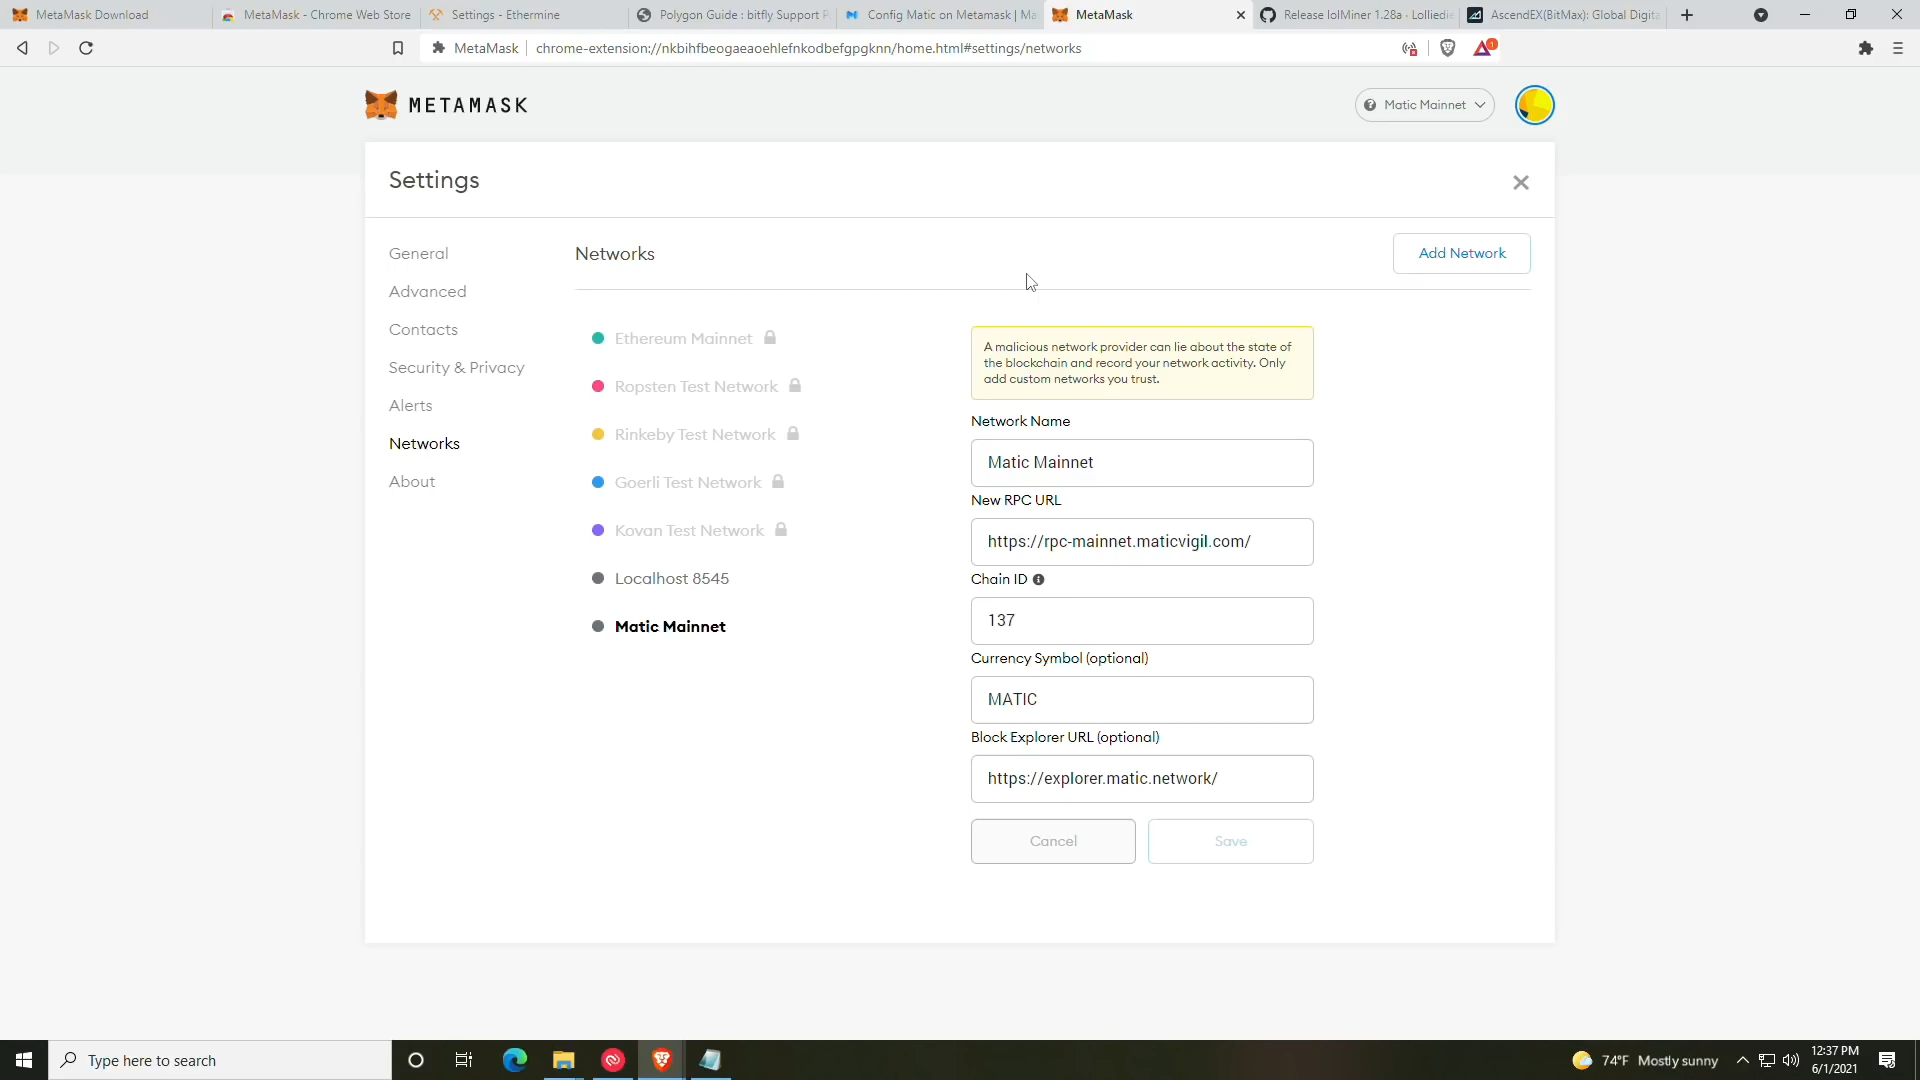 MetaMask Download
MetaMask - Chrome Web Store
Settings - Ethermine
Polygon Guide : bitfly Support P
Config Matic on Metamask | Ma
MetaMask
Release lolMiner 1.28a · Lolliedie
AscendEX(BitMax): Global Digita
MetaMask
chrome-extension://nkbihfbeogaeaoehlefnkodbefgpgknn/home.html#settings/networks
1
METAMASK
Matic Mainnet
Settings
General
Advanced
Contacts
Security & Privacy
Alerts
Networks
About
Networks
Add Network
Ethereum Mainnet
Ropsten Test Network
Rinkeby Test Network
Goerli Test Network
Kovan Test Network
Localhost 8545
Matic Mainnet
A malicious network provider can lie about the state of
the blockchain and record your network activity. Only
add custom networks you trust.
Network Name
Matic Mainnet
New RPC URL
https://rpc-mainnet.maticvigil.com/
Chain ID
137
Currency Symbol (optional)
MATIC
Block Explorer URL (optional)
https://explorer.matic.network/
Cancel
Save
Type here to search
74°F Mostly sunny
12:37 PM
6/1/2021